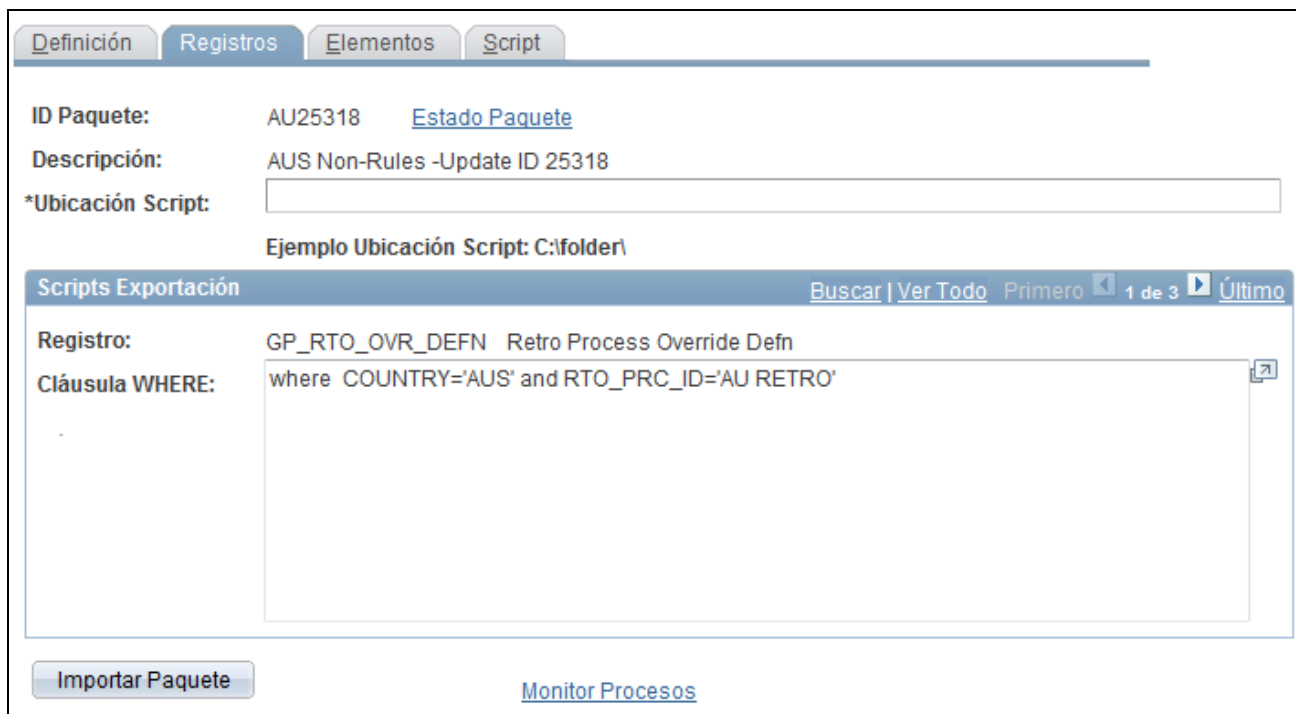 Definición Registros Elementos Script
ID Paquete: AU25318 Estado Paquete
Descripción: AUS Non-Rules -Update ID 25318
*Ubicación Script:
Ejemplo Ubicación Script: C:\folder\
Scripts Exportación Buscar | Ver Todo Primero 1 de 3 Último
Registro: GP_RTO_OVR_DEFN Retro Process Override Defn
Cláusula WHERE: where COUNTRY='AUS' and RTO_PRC_ID='AU RETRO'
Importar Paquete Monitor Procesos